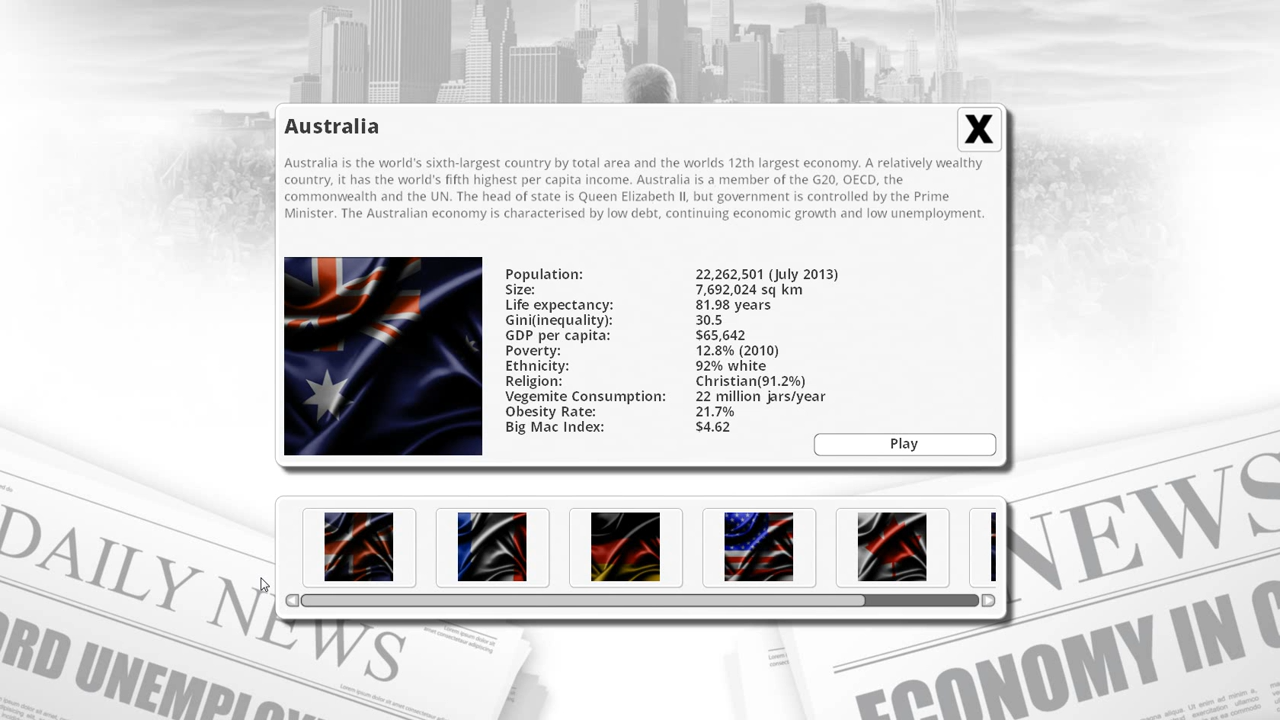 Australia
X
Australia is the world's sixth-largest country by total area and the worlds 12th largest economy. A relatively wealthy
country, it has the world's fifth highest per capita income. Australia is a member of the G20, OECD, the
commonwealth and the UN. The head of state is Queen Elizabeth II, but government is controlled by the Prime
Minister. The Australian economy is characterised by low debt, continuing economic growth and low unemployment.
Population: 22,262,501 (July 2013)
Size: 7,692,024 sq km
Life expectancy: 81.98 years
Gini(inequality): 30.5
GDP per capita: $65,642
Poverty: 12.8% (2010)
Ethnicity: 92% white
Religion: Christian(91.2%)
Vegemite Consumption: 22 million jars/year
Obesity Rate: 21.7%
Big Mac Index: $4.62
Play
DAILY NEWS
ORD UNEMPLOY
NEWS
ECONOMY IN C